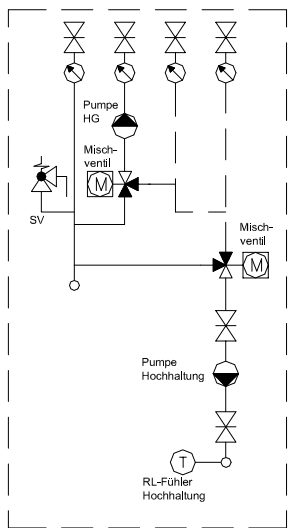 Pumpe
HG
Misch-
ventil
M
SV
Misch-
ventil
M
Pumpe
Hochhaltung
T
RL-Fühler
Hochhaltung